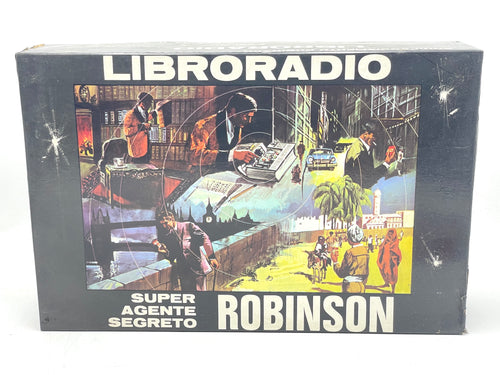 LIBRORADIO
SUPER
AGENTE
SEGRETO
ROBINSON